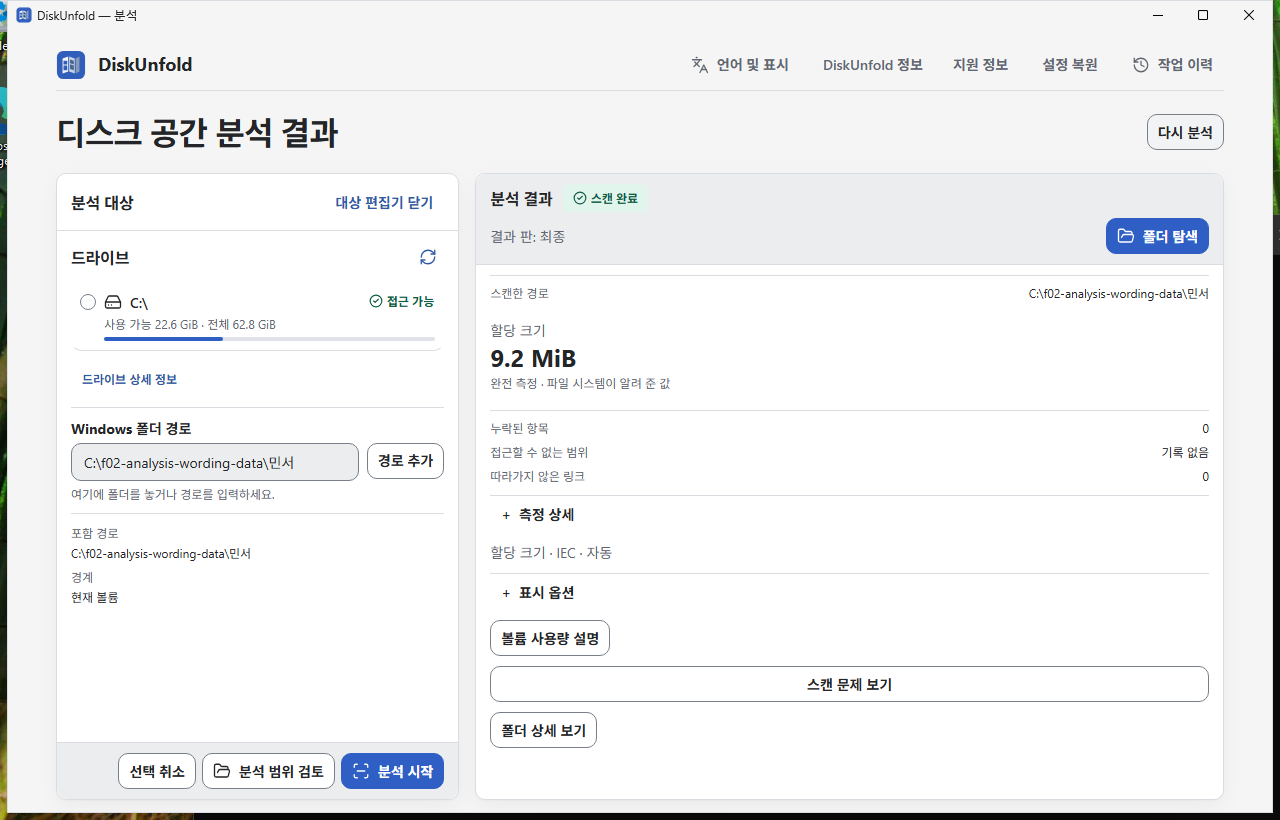 DiskUnfold — 분석
DiskUnfold
언어 및 표시
DiskUnfold 정보
지원 정보
설정 복원
작업 이력
디스크 공간 분석 결과
다시 분석
분석 대상
대상 편집기 닫기
드라이브
C:\
접근 가능
사용 가능 22.6 GiB · 전체 62.8 GiB
드라이브 상세 정보
Windows 폴더 경로
C:\f02-analysis-wording-data\민서
경로 추가
여기에 폴더를 놓거나 경로를 입력하세요.
포함 경로
C:\f02-analysis-wording-data\민서
경계
현재 볼륨
선택 취소
분석 범위 검토
분석 시작
분석 결과
스캔 완료
결과 판: 최종
폴더 탐색
스캔한 경로
C:\f02-analysis-wording-data\민서
할당 크기
9.2 MiB
완전 측정 · 파일 시스템이 알려 준 값
누락된 항목
0
접근할 수 없는 범위
기록 없음
따라가지 않은 링크
0
+ 측정 상세
할당 크기 · IEC · 자동
+ 표시 옵션
볼륨 사용량 설명
스캔 문제 보기
폴더 상세 보기